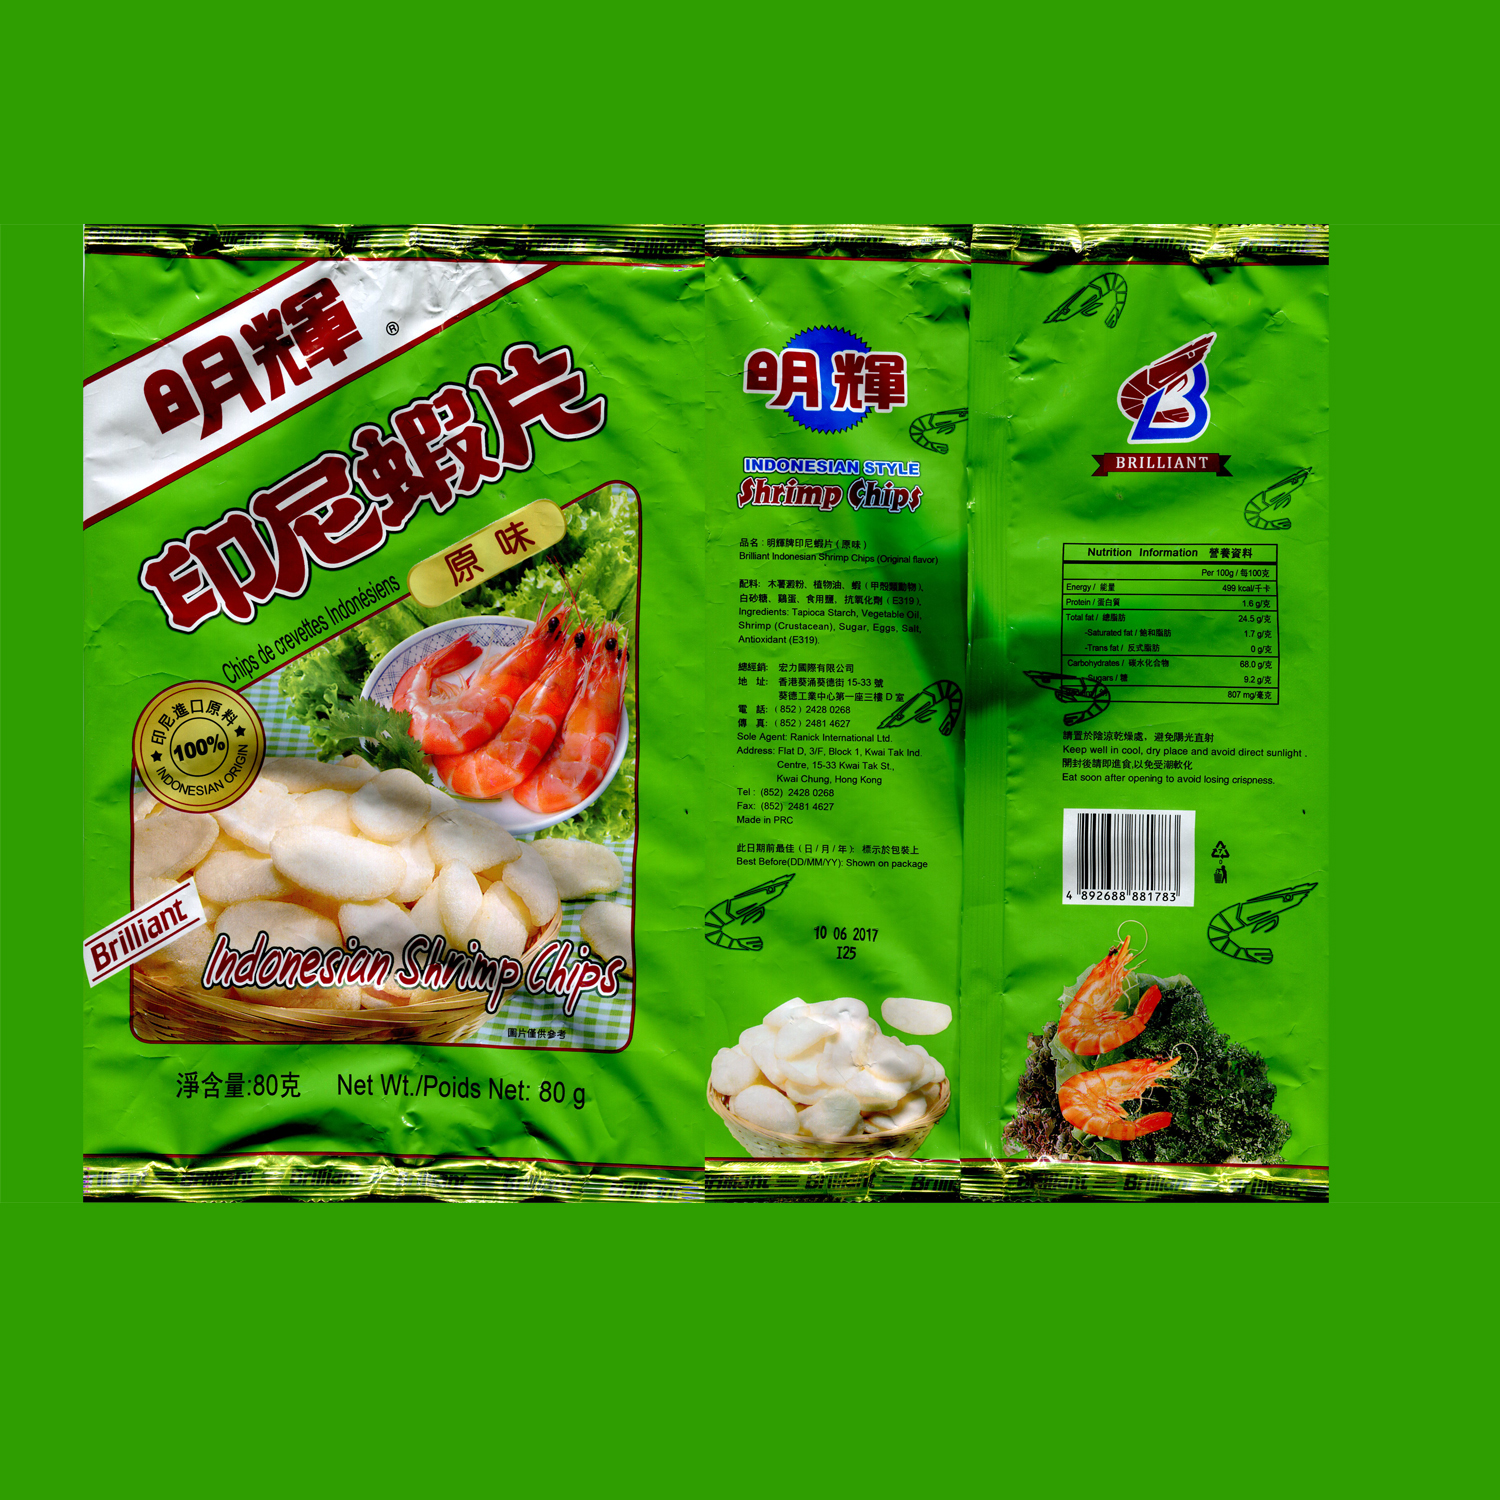 明輝
®
印尼蝦片
原味
Chips de crevettes Indonésiens
印尼進口原料
100%
INDONESIAN ORIGIN
Brilliant
Indonesian Shrimp Chips
圖片僅供參考
淨含量:80克 Net Wt./Poids Net: 80 g
明輝
INDONESIAN STYLE
Shrimp Chips
品名：明輝牌印尼蝦片（原味）
Brilliant Indonesian Shrimp Chips (Original flavor)
配料: 木薯澱粉、植物油、蝦（甲殼類動物）、
白砂糖、鷄蛋、食用鹽，抗氧化劑（E319）。
Ingredients: Tapioca Starch, Vegetable Oil,
Shrimp (Crustacean), Sugar, Eggs, Salt,
Antioxidant (E319).
總經銷: 宏力國際有限公司
地 址: 香港葵涌葵德街 15-33 號
葵德工業中心第一座三樓 D 室
電 話: ( 852 ) 2428 0268
傳 真: ( 852 ) 2481 4627
Sole Agent: Ranick International Ltd.
Address: Flat D, 3/F, Block 1, Kwai Tak Ind.
Centre, 15-33 Kwai Tak St.,
Kwai Chung, Hong Kong
Tel : (852) 2428 0268
Fax: (852) 2481 4627
Made in PRC
此日期前最佳（日 / 月 / 年）: 標示於包裝上
Best Before(DD/MM/YY): Shown on package
10 06 2017
I25
B
BRILLIANT
Nutrition Information 營養資料
Per 100g / 每100克
Energy / 能量 499 kcal/千卡
Protein / 蛋白質 1.6 g/克
Total fat / 總脂肪 24.5 g/克
-Saturated fat / 飽和脂肪 1.7 g/克
-Trans fat / 反式脂肪 0 g/克
Carbohydrates / 碳水化合物 68.0 g/克
-Sugars / 糖 9.2 g/克
807 mg/毫克
請置於陰涼乾燥處，避免陽光直射
Keep well in cool, dry place and avoid direct sunlight .
開封後請即進食,以免受潮軟化
Eat soon after opening to avoid losing crispness.
4 892688 881783